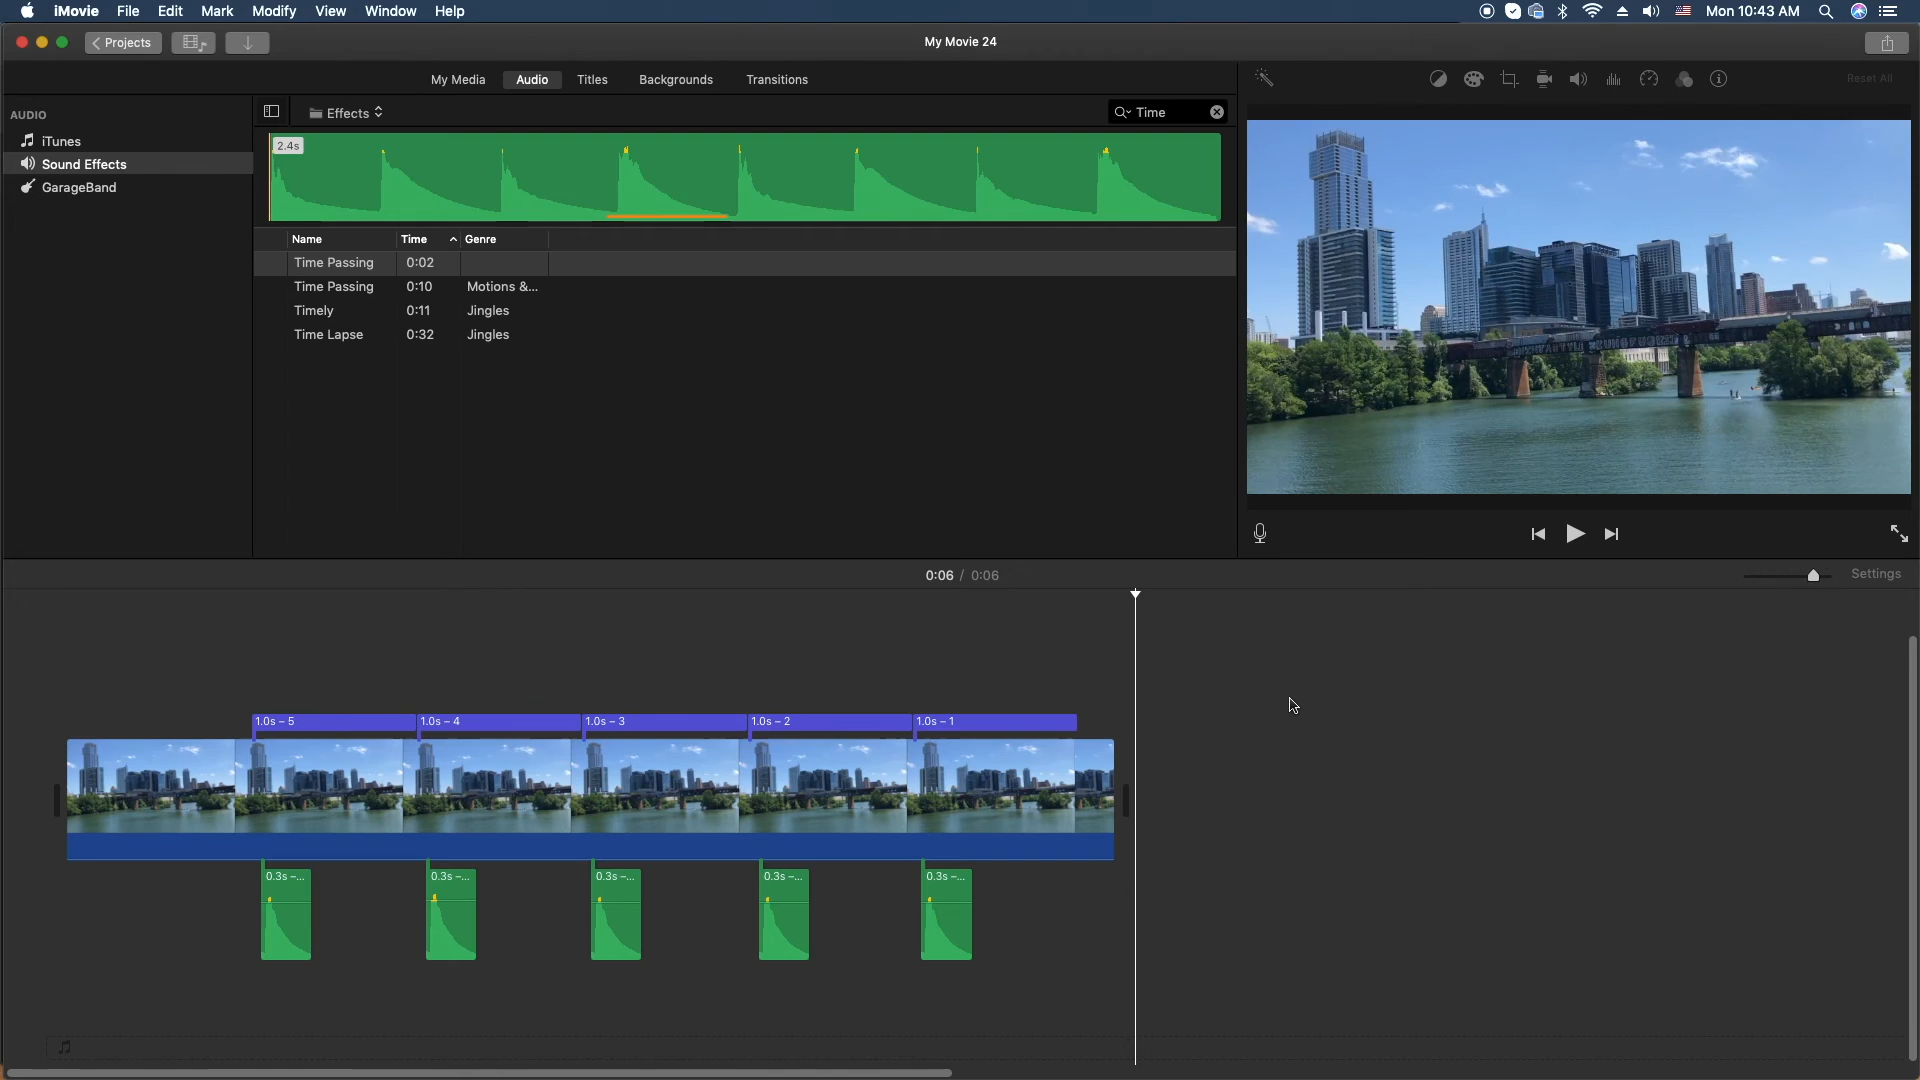 iMovie File Edit Mark Modify View Window Help Mon 10:43 AM
Projects My Movie 24
My Media Audio Titles Backgrounds Transitions Reset All
AUDIO
iTunes
Sound Effects
GarageBand
Effects Time
2.4s
Name Time Genre
Time Passing 0:02
Time Passing 0:10 Motions &...
Timely 0:11 Jingles
Time Lapse 0:32 Jingles
0:06 / 0:06 Settings
1.0s – 5 1.0s – 4 1.0s – 3 1.0s – 2 1.0s – 1
0.3s –... 0.3s –... 0.3s –... 0.3s –... 0.3s –...